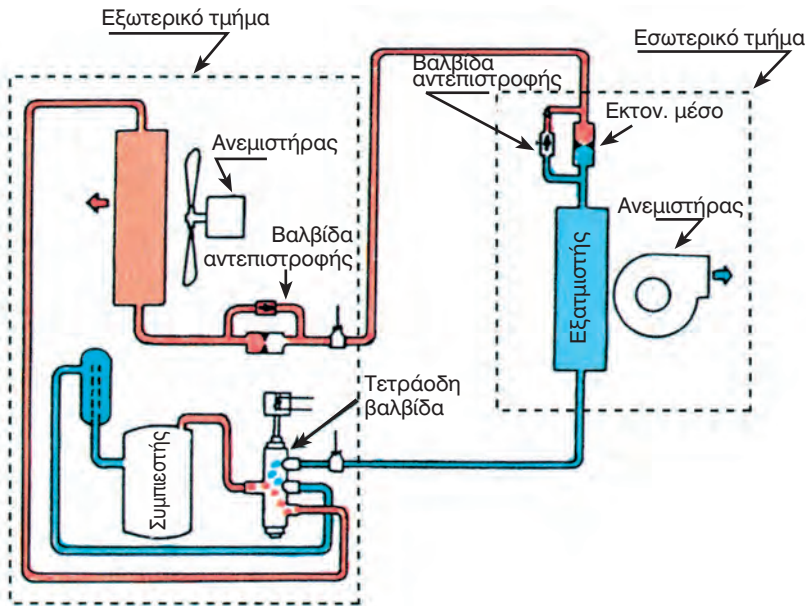 Εξωτερικό τμήμα
Εσωτερικό τμήμα
Βαλβίδα
αντεπιστροφής
Εκτον. μέσο
Ανεμιστήρας
Ανεμιστήρας
Βαλβίδα
αντεπιστροφής
Εξατμιστής
Τετράοδη
βαλβίδα
Συμπιεστής